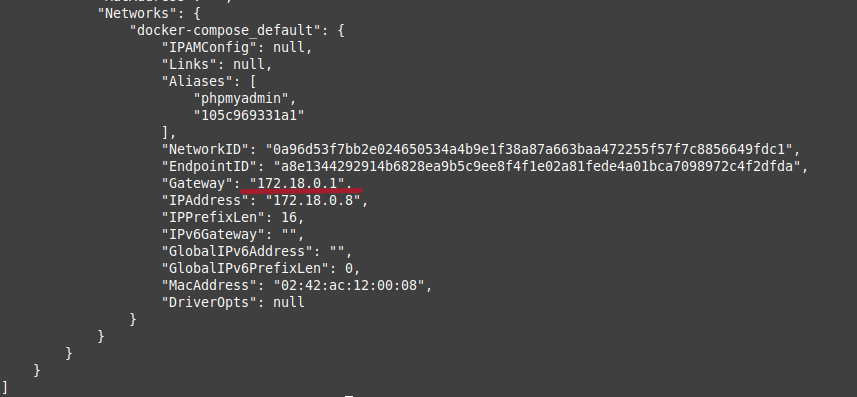 "Networks": {
"docker-compose_default": {
"IPAMConfig": null,
"Links": null,
"Aliases": [
"phpmyadmin",
"105c969331a1"
],
"NetworkID": "0a96d53f7bb2e024650534a4b9e1f38a87a663baa472255f57f7c8856649fdc1",
"EndpointID": "a8e1344292914b6828ea9b5c9ee8f4f1e02a81fede4a01bca7098972c4f2dfda",
"Gateway": "172.18.0.1",
"IPAddress": "172.18.0.8",
"IPPrefixLen": 16,
"IPv6Gateway": "",
"GlobalIPv6Address": "",
"GlobalIPv6PrefixLen": 0,
"MacAddress": "02:42:ac:12:00:08",
"DriverOpts": null
}
}
}
}
]